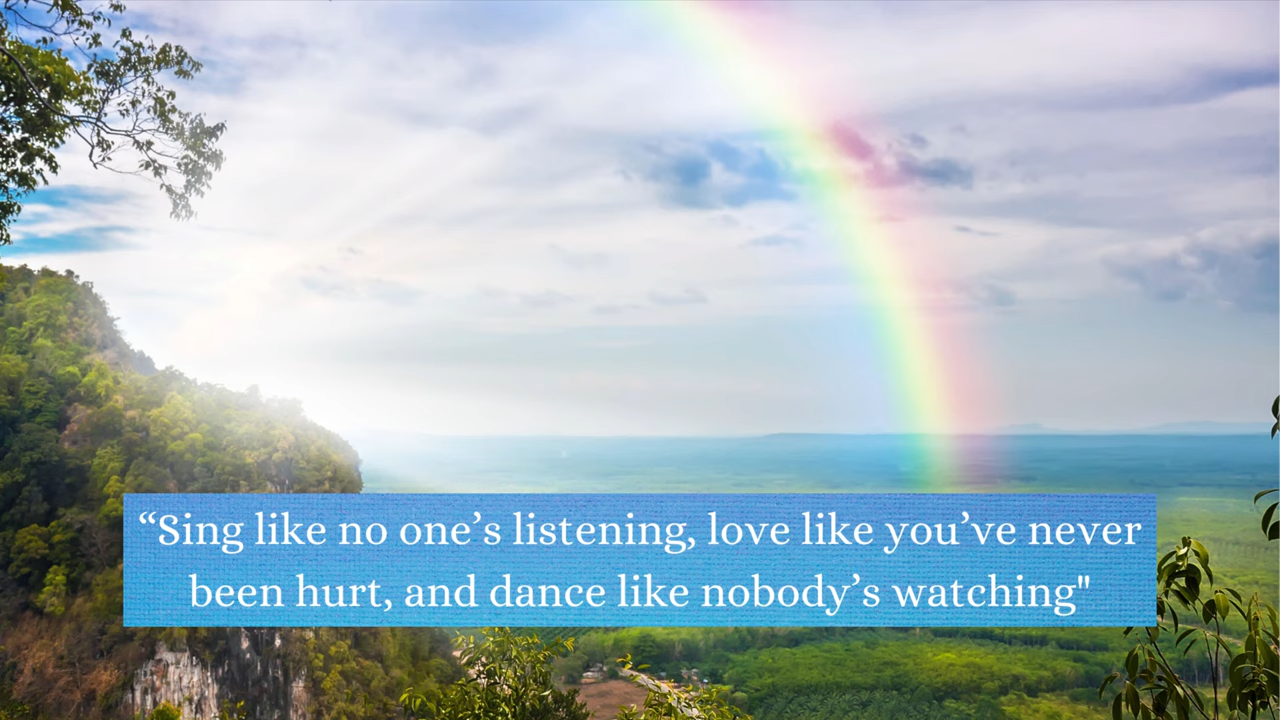 “Sing like no one’s listening, love like you’ve never
been hurt, and dance like nobody’s watching"